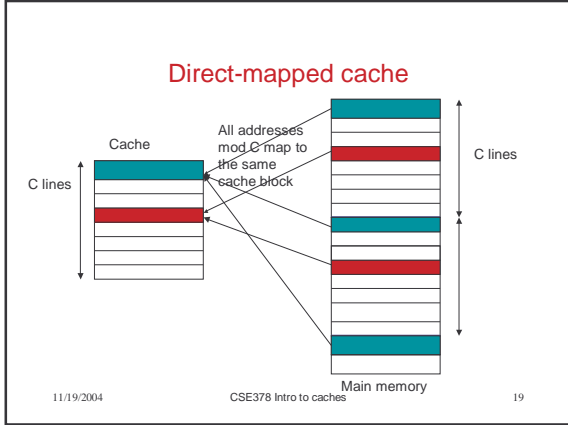 Direct-mapped cache
Cache
All addresses
mod C map to
the same
cache block
C lines
C lines
Main memory
11/19/2004
CSE378 Intro to caches
19